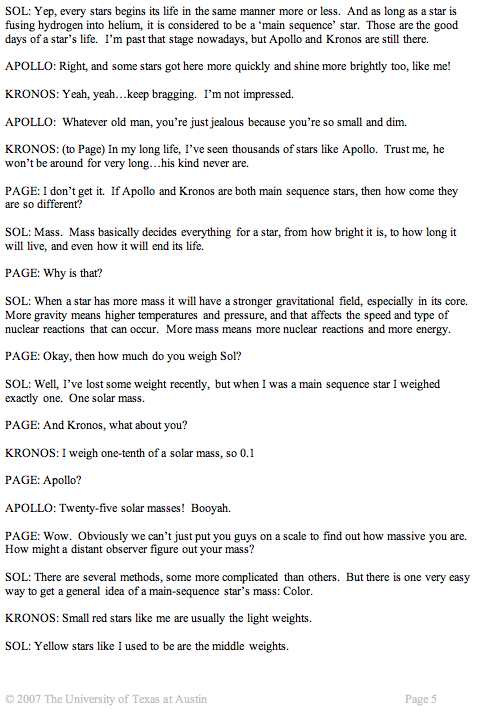 SOL: Yep, every stars begins its life in the same manner more or less.  And as long as a star is
fusing hydrogen into helium, it is considered to be a ‘main sequence’ star.  Those are the good
days of a star’s life.  I’m past that stage nowadays, but Apollo and Kronos are still there.
APOLLO: Right, and some stars got here more quickly and shine more brightly too, like me!
KRONOS: Yeah, yeah…keep bragging.  I’m not impressed.
APOLLO:  Whatever old man, you’re just jealous because you’re so small and dim.
KRONOS: (to Page) In my long life, I’ve seen thousands of stars like Apollo.  Trust me, he
won’t be around for very long…his kind never are.
PAGE: I don’t get it.  If Apollo and Kronos are both main sequence stars, then how come they
are so different?
SOL: Mass.  Mass basically decides everything for a star, from how bright it is, to how long it
will live, and even how it will end its life.
PAGE: Why is that?
SOL: When a star has more mass it will have a stronger gravitational field, especially in its core.
More gravity means higher temperatures and pressure, and that affects the speed and type of
nuclear reactions that can occur.  More mass means more nuclear reactions and more energy.
PAGE: Okay, then how much do you weigh Sol?
SOL: Well, I’ve lost some weight recently, but when I was a main sequence star I weighed
exactly one.  One solar mass.
PAGE: And Kronos, what about you?
KRONOS: I weigh one-tenth of a solar mass, so 0.1
PAGE: Apollo?
APOLLO: Twenty-five solar masses!  Booyah.
PAGE: Wow.  Obviously we can’t just put you guys on a scale to find out how massive you are.
How might a distant observer figure out your mass?
SOL: There are several methods, some more complicated than others.  But there is one very easy
way to get a general idea of a main-sequence star’s mass: Color.
KRONOS: Small red stars like me are usually the light weights.
SOL: Yellow stars like I used to be are the middle weights.
© 2007 The University of Texas at Austin Page 5